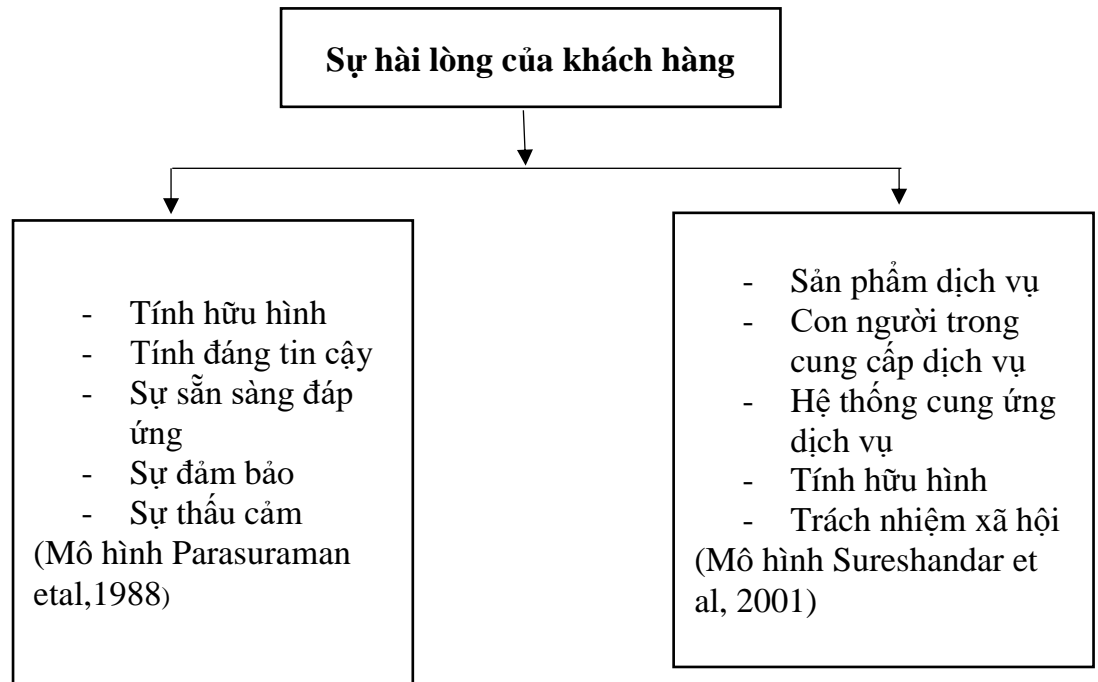 Sự hài lòng của khách hàng
- Tính hữu hình
- Tính đáng tin cậy
- Sự sẵn sàng đáp
ứng
- Sự đảm bảo
- Sự thấu cảm
(Mô hình Parasuraman
etal,1988)
- Sản phẩm dịch vụ
- Con người trong
cung cấp dịch vụ
- Hệ thống cung ứng
dịch vụ
- Tính hữu hình
- Trách nhiệm xã hội
(Mô hình Sureshandar et
al, 2001)